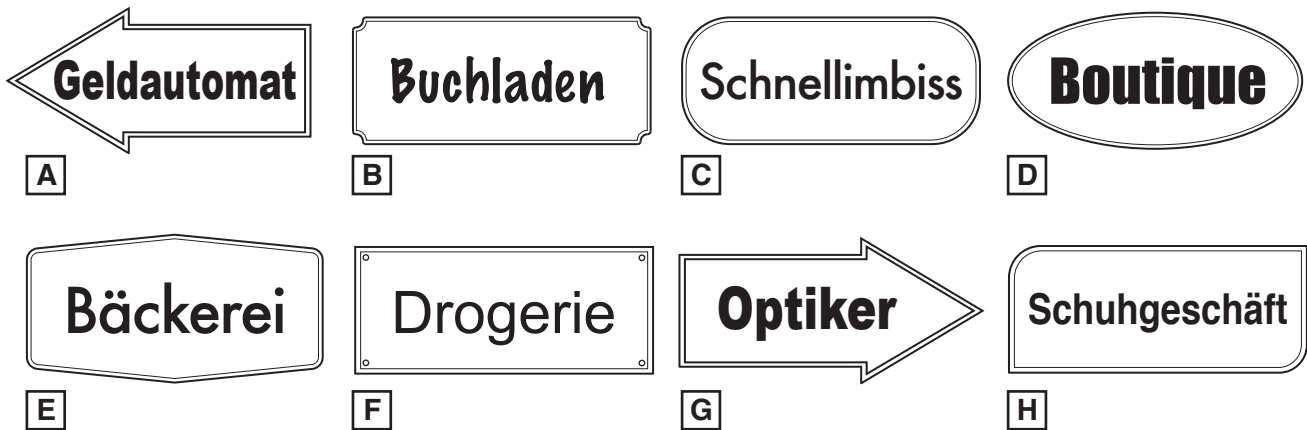 Geldautomat
Buchladen
Schnellimbiss
Boutique
A
B
C
D
Bäckerei
Drogerie
Optiker
Schuhgeschäft
E
F
G
H